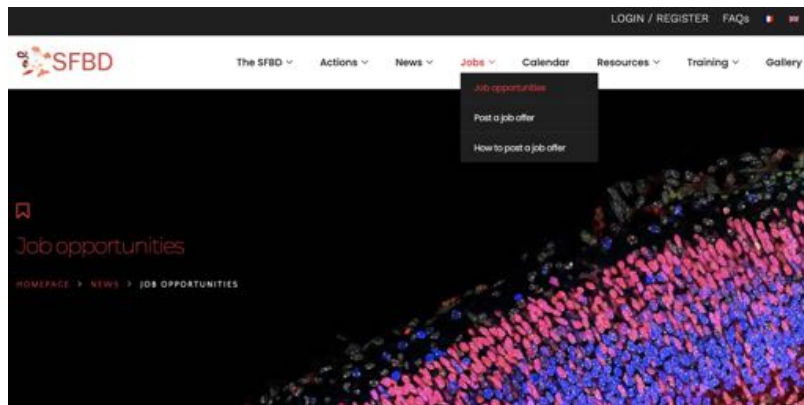 LOGIN / REGISTER FAQs
SFBD
The SFBD Actions News Jobs Calendar Resources Training Gallery
Job opportunities
Post a job offer
How to post a job offer
Job opportunities
HOMEPAGE > NEWS > JOB OPPORTUNITIES